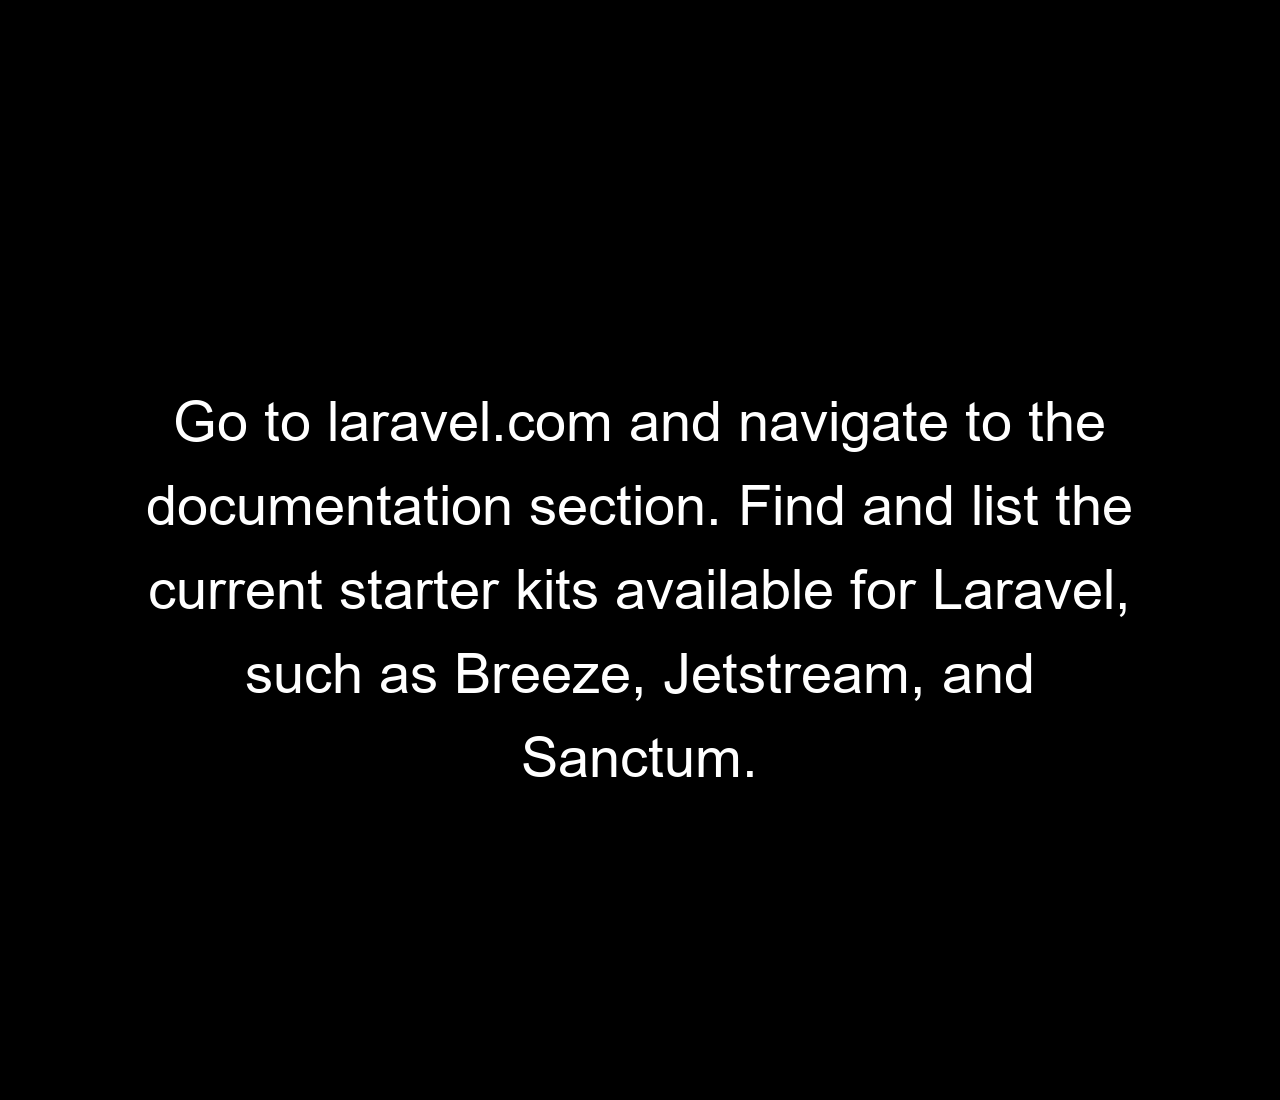 Go to laravel.com and navigate to the
documentation section. Find and list the
current starter kits available for Laravel,
such as Breeze, Jetstream, and
Sanctum.